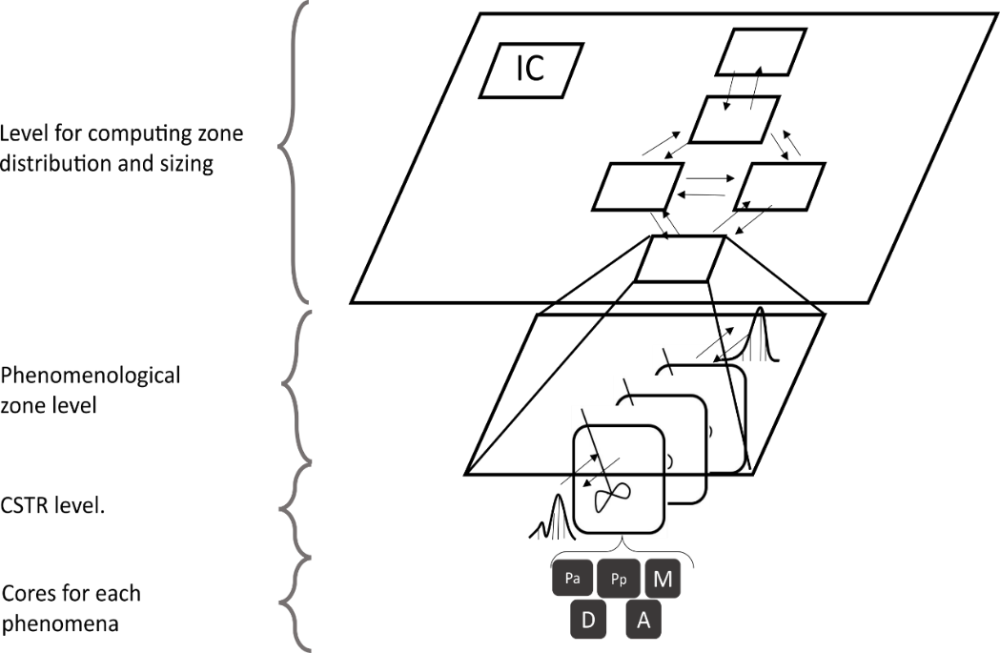 IC
Level for computing zone
distribution and sizing
Phenomenological
zone level
CSTR level.
Cores for each
phenomena
Pa
Pp
M
D
A